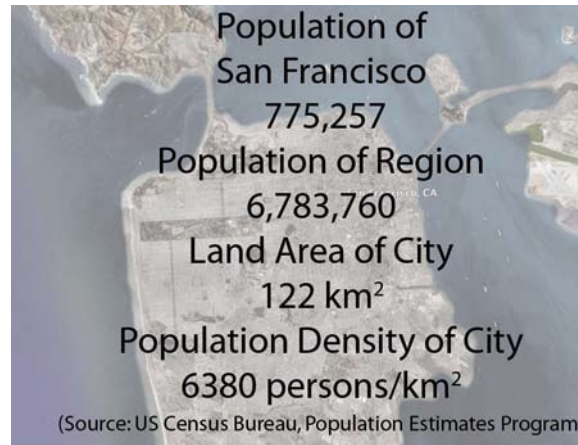 Population of
San Francisco
775,257
Population of Region
6,783,760
Land Area of City
122 km²
Population Density of City
6380 persons/km²
(Source: US Census Bureau, Population Estimates Program